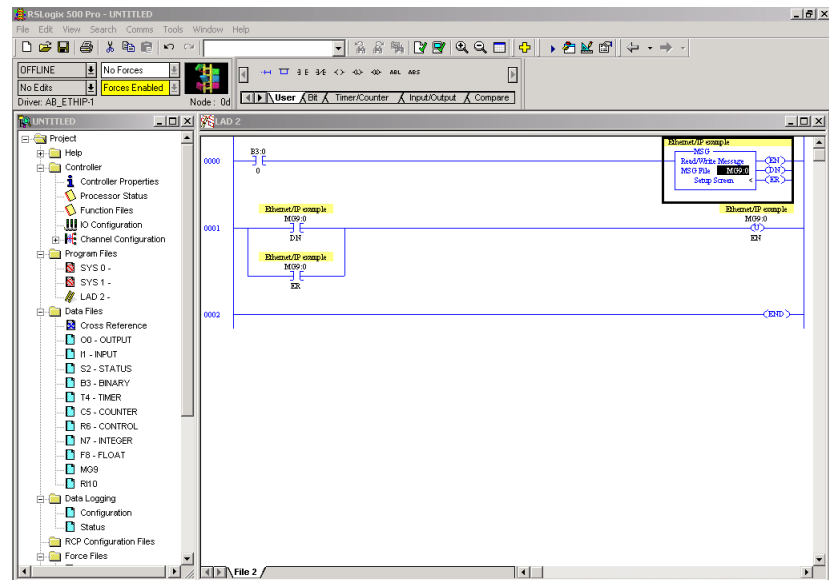 RSLogix 500 Pro - UNTITLED
File Edit View Search Comms Tools Window Help
OFFLINE No Forces
No Edits Forces Enabled
Driver: AB_ETHIP-1 Node: 0d
ABL ABS
User Bit Timer/Counter Input/Output Compare
UNTITLED
Project
Help
Controller
Controller Properties
Processor Status
Function Files
IO Configuration
Channel Configuration
Program Files
SYS 0 -
SYS 1 -
LAD 2 -
Data Files
Cross Reference
O0 - OUTPUT
I1 - INPUT
S2 - STATUS
B3 - BINARY
T4 - TIMER
C5 - COUNTER
R6 - CONTROL
N7 - INTEGER
F8 - FLOAT
MG9
RI10
Data Logging
Configuration
Status
RCP Configuration Files
Force Files
LAD 2
0000
B3:0
0
Ethernet/IP example
MSG
Read/Write Message
MSG File MG9:0
Setup Screen <
EN
DN
ER
0001
Ethernet/IP example
MG9:0
DN
Ethernet/IP example
MG9:0
U
EN
Ethernet/IP example
MG9:0
ER
0002
END
File 2